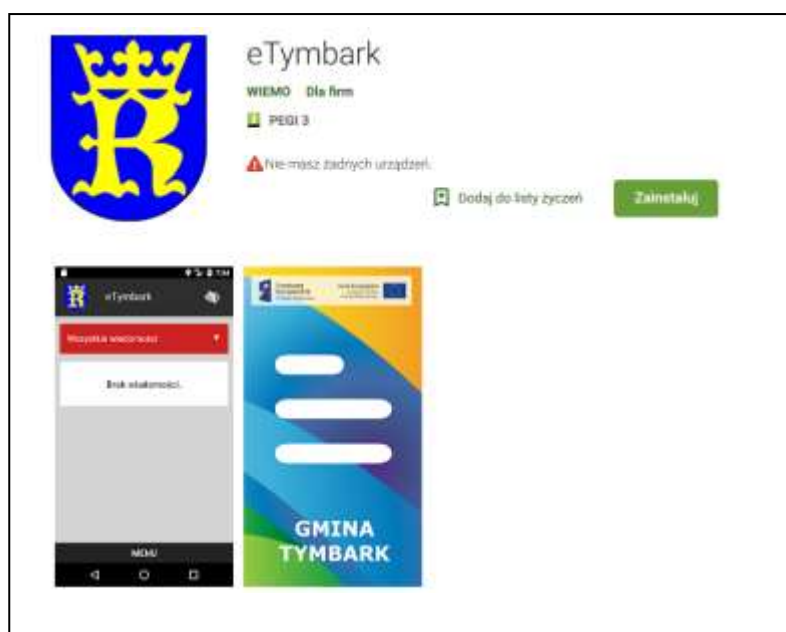 eTymbark
WIEMO Dla firm
PEGI 3
Nie masz żadnych urządzeń.
Dodaj do listy życzeń
Zainstaluj
eTymbark
Wszystkie wiadomości
Brak wiadomości.
MENU
GMINA
TYMBARK